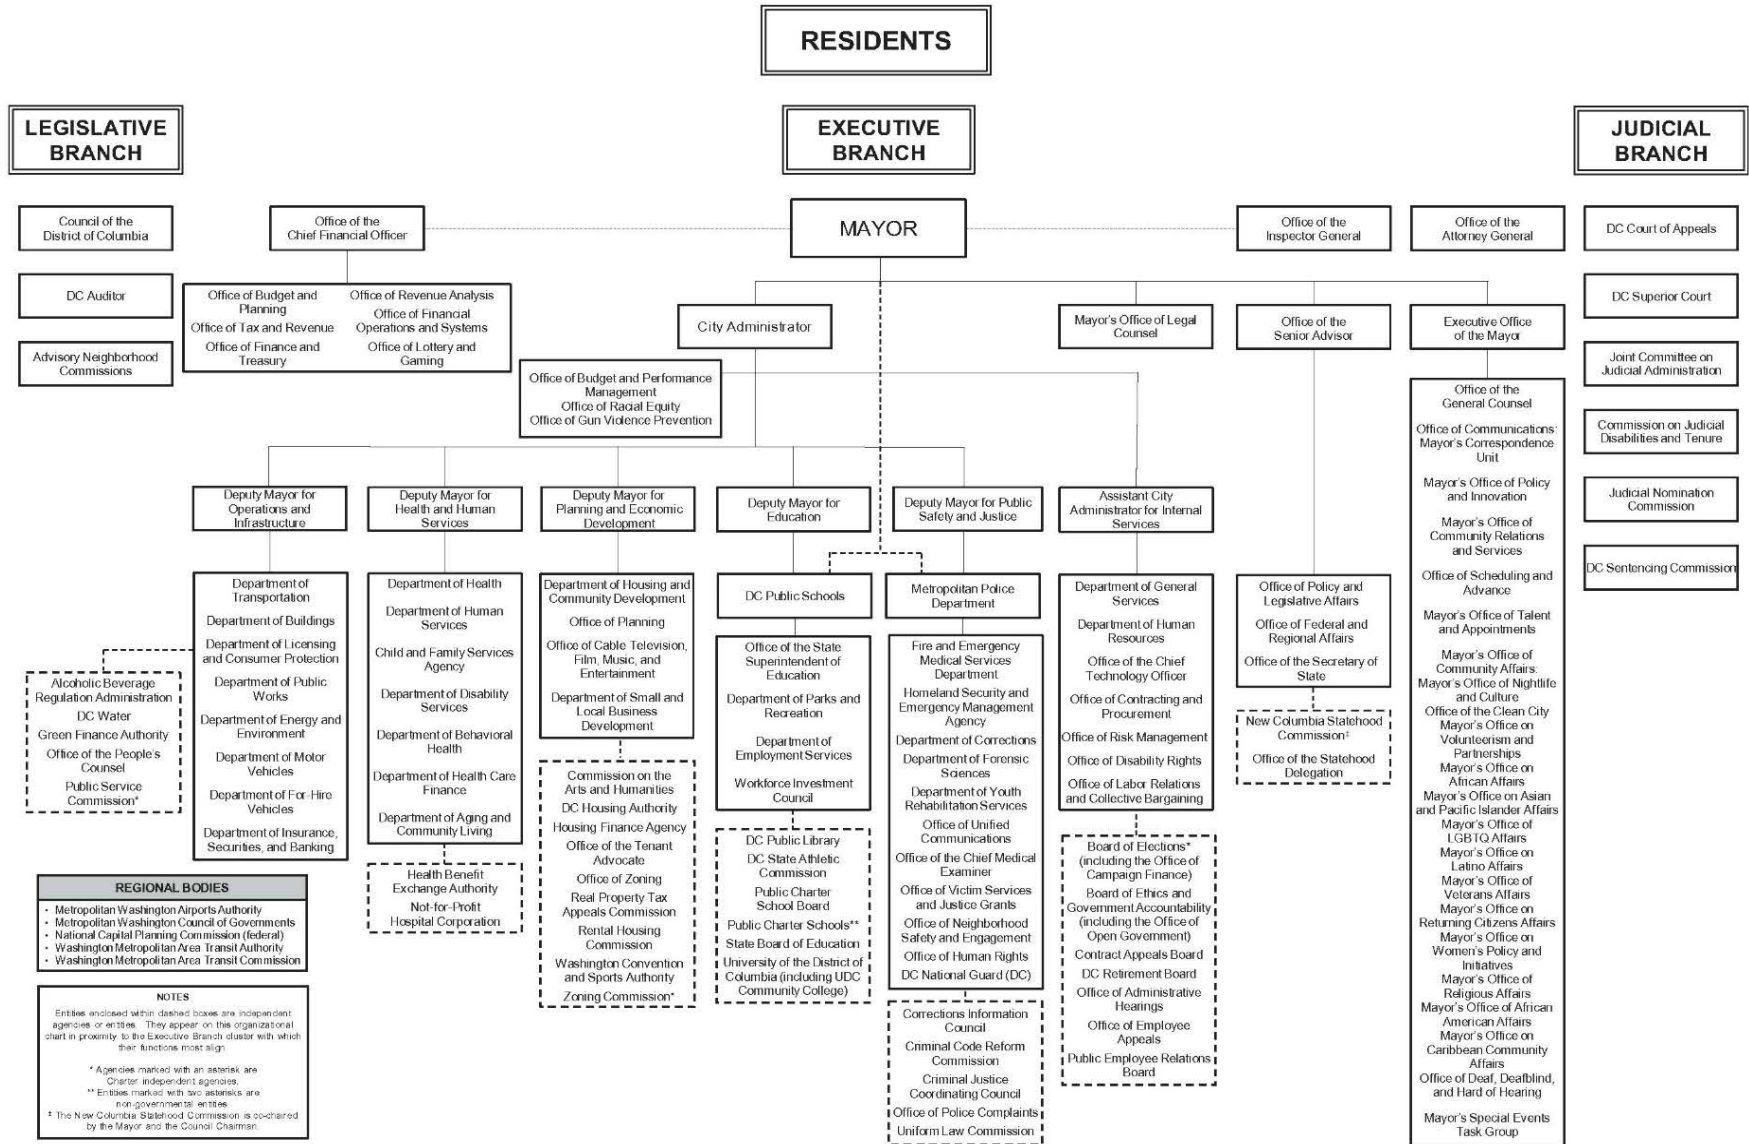 RESIDENTS
LEGISLATIVE
BRANCH
EXECUTIVE
BRANCH
JUDICIAL
BRANCH
Council of the
District of Columbia
DC Auditor
Advisory Neighborhood
Commissions
Office of the
Chief Financial Officer
Office of Budget and
Planning
Office of Tax and Revenue
Office of Finance and
Treasury
Office of Revenue Analysis
Office of Financial
Operations and Systems
Office of Lottery and
Gaming
MAYOR
Office of the
Inspector General
Office of the
Attorney General
DC Court of Appeals
DC Superior Court
Joint Committee on
Judicial Administration
Commission on Judicial
Disabilities and Tenure
Judicial Nomination
Commission
DC Sentencing Commission
City Administrator
Mayor's Office of Legal
Counsel
Office of the
Senior Advisor
Executive Office
of the Mayor
Office of Budget and Performance
Management
Office of Racial Equity
Office of Gun Violence Prevention
Deputy Mayor for
Operations and
Infrastructure
Department of
Transportation
Department of Buildings
Department of Licensing
and Consumer Protection
Department of Public
Works
Department of Energy and
Environment
Department of Motor
Vehicles
Department of For-Hire
Vehicles
Department of Insurance,
Securities, and Banking
Alcoholic Beverage
Regulation Administration
DC Water
Green Finance Authority
Office of the People's
Counsel
Public Service
Commission*
Deputy Mayor for
Health and Human
Services
Department of Health
Department of Human
Services
Child and Family Services
Agency
Department of Disability
Services
Department of Behavioral
Health
Department of Health Care
Finance
Department of Aging and
Community Living
Health Benefit
Exchange Authority
Not-for-Profit
Hospital Corporation
Deputy Mayor for
Planning and Economic
Development
Department of Housing and
Community Development
Office of Planning
Office of Cable Television,
Film, Music, and
Entertainment
Department of Small and
Local Business
Development
Commission on the
Arts and Humanities
DC Housing Authority
Housing Finance Agency
Office of the Tenant
Advocate
Office of Zoning
Real Property Tax
Appeals Commission
Rental Housing
Commission
Washington Convention
and Sports Authority
Zoning Commission*
Deputy Mayor for
Education
DC Public Schools
Office of the State
Superintendent of
Education
Department of Parks and
Recreation
Department of
Employment Services
Workforce Investment
Council
DC Public Library
DC State Athletic
Commission
Public Charter
School Board
Public Charter Schools**
State Board of Education
University of the District of
Columbia (including UDC
Community College)
Deputy Mayor for Public
Safety and Justice
Metropolitan Police
Department
Fire and Emergency
Medical Services
Department
Homeland Security and
Emergency Management
Agency
Department of Corrections
Department of Forensic
Sciences
Department of Youth
Rehabilitation Services
Office of Unified
Communications
Office of the Chief Medical
Examiner
Office of Victim Services
and Justice Grants
Office of Neighborhood
Safety and Engagement
Office of Human Rights
DC National Guard (DC)
Corrections Information
Council
Criminal Code Reform
Commission
Criminal Justice
Coordinating Council
Office of Police Complaints
Uniform Law Commission
Assistant City
Administrator for Internal
Services
Department of General
Services
Department of Human
Resources
Office of the Chief
Technology Officer
Office of Contracting and
Procurement
Office of Risk Management
Office of Disability Rights
Office of Labor Relations
and Collective Bargaining
Board of Elections*
(including the Office of
Campaign Finance)
Board of Ethics and
Government Accountability
(including the Office of
Open Government)
Contract Appeals Board
DC Retirement Board
Office of Administrative
Hearings
Office of Employee
Appeals
Public Employee Relations
Board
Office of Policy and
Legislative Affairs
Office of Federal and
Regional Affairs
Office of the Secretary of
State
New Columbia Statehood
Commission‡
Office of the Statehood
Delegation
Office of the
General Counsel
Office of Communications:
Mayor's Correspondence
Unit
Mayor's Office of Policy
and Innovation
Mayor's Office of
Community Relations
and Services
Office of Scheduling and
Advance
Mayor's Office of Talent
and Appointments
Mayor's Office of
Community Affairs:
Mayor's Office of Nightlife
and Culture
Office of the Clean City
Mayor's Office on
Volunteerism and
Partnerships
Mayor's Office on
African Affairs
Mayor's Office on Asian
and Pacific Islander Affairs
Mayor's Office of
LGBTQ Affairs
Mayor's Office on
Latino Affairs
Mayor's Office of
Veterans Affairs
Mayor's Office on
Returning Citizens Affairs
Mayor's Office on
Women's Policy and
Initiatives
Mayor's Office of
Religious Affairs
Mayor's Office of African
American Affairs
Mayor's Office on
Caribbean Community
Affairs
Office of Deaf, Deafblind,
and Hard of Hearing
Mayor's Special Events
Task Group
REGIONAL BODIES
• Metropolitan Washington Airports Authority
• Metropolitan Washington Council of Governments
• National Capital Planning Commission (federal)
• Washington Metropolitan Area Transit Authority
• Washington Metropolitan Area Transit Commission
NOTES
Entities enclosed within dashed boxes are independent
agencies or entities. They appear on this organizational
chart in proximity to the Executive Branch cluster with which
their functions most align.
* Agencies marked with an asterisk are
Charter independent agencies.
** Entities marked with two asterisks are
non-governmental entities
‡ The New Columbia Statehood Commission is co-chaired
by the Mayor and the Council Chairman.